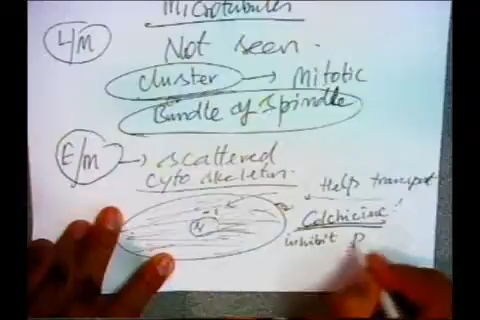 Microtubules
L/M
Not seen.
cluster → mitotic
Bundle of spindle
E/m → scattered
cyto skeleton.
Helps transport
N
Colchicine
inhibit P